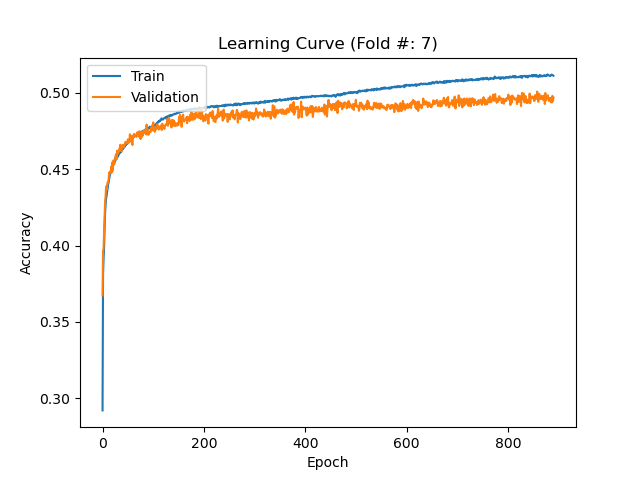 Learning Curve (Fold #: 7)
Train
Validation
0.50
0.45
0.40
0.35
0.30
Accuracy
0 200 400 600 800
Epoch